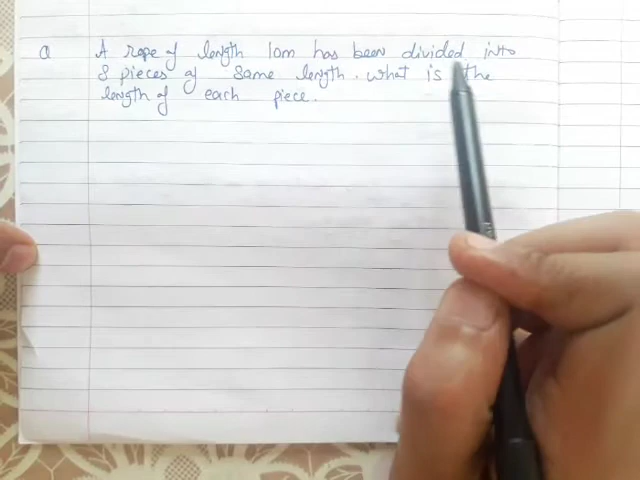 Q A rope of length 10m has been divided into
8 pieces of same length. what is the
length of each piece.